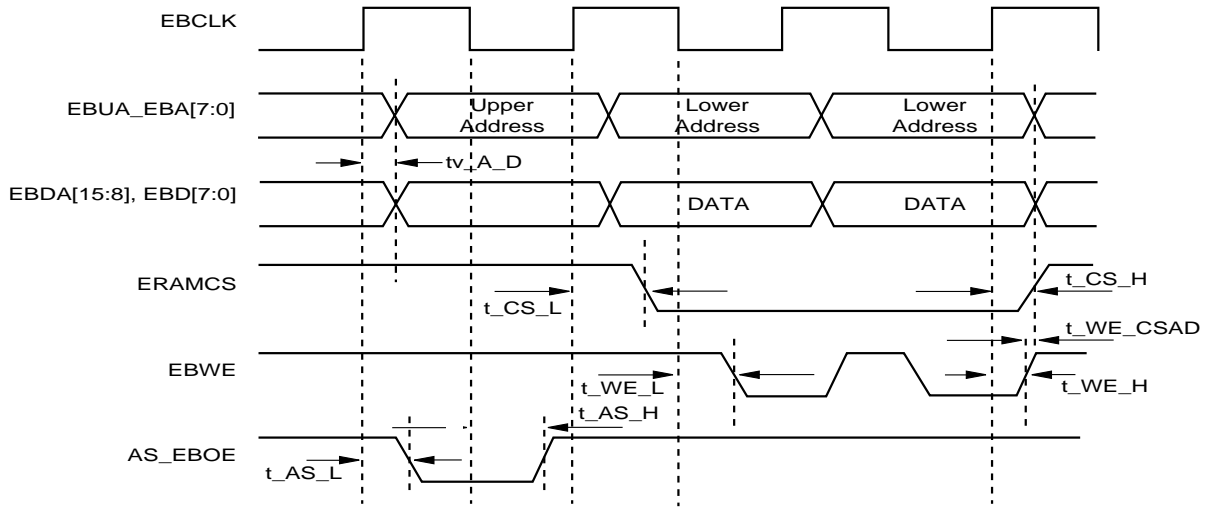 EBCLK
EBUA_EBA[7:0]
Upper
Address
Lower
Address
Lower
Address
tv_A_D
EBDA[15:8], EBD[7:0]
DATA
DATA
ERAMCS
t_CS_L
t_CS_H
t_WE_CSAD
EBWE
t_WE_L
t_WE_H
t_AS_H
AS_EBOE
t_AS_L